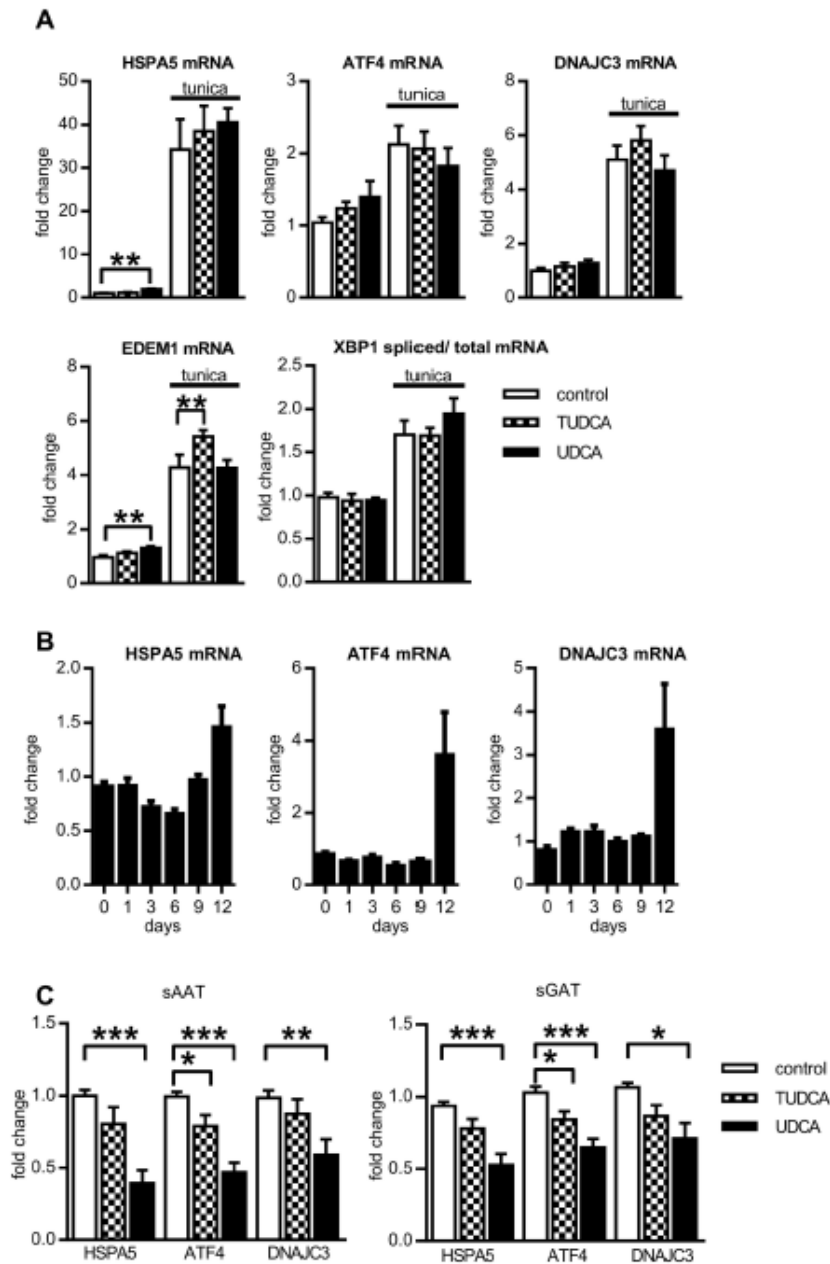 A
HSPA5 mRNA
ATF4 mRNA
DNAJC3 mRNA
50
40
30
20
10
0
fold change
tunica
**
3
2
1
0
fold change
tunica
8
6
4
2
0
fold change
tunica
EDEM1 mRNA
XBP1 spliced/ total mRNA
8
6
4
2
0
fold change
tunica
**
**
2.5
2.0
1.5
1.0
0.5
0.0
fold change
tunica
control
TUDCA
UDCA
B
HSPA5 mRNA
ATF4 mRNA
DNAJC3 mRNA
2.0
1.5
1.0
0.5
0.0
fold change
0 1 3 6 9 12
days
6
4
2
0
fold change
0 1 3 6 9 12
days
5
4
3
2
1
0
fold change
0 1 3 6 9 12
days
C
sAAT
sGAT
1.5
1.0
0.5
0.0
fold change
*** *** **
*
HSPA5 ATF4 DNAJC3
1.5
1.0
0.5
0.0
fold change
*** *** *
*
HSPA5 ATF4 DNAJC3
control
TUDCA
UDCA